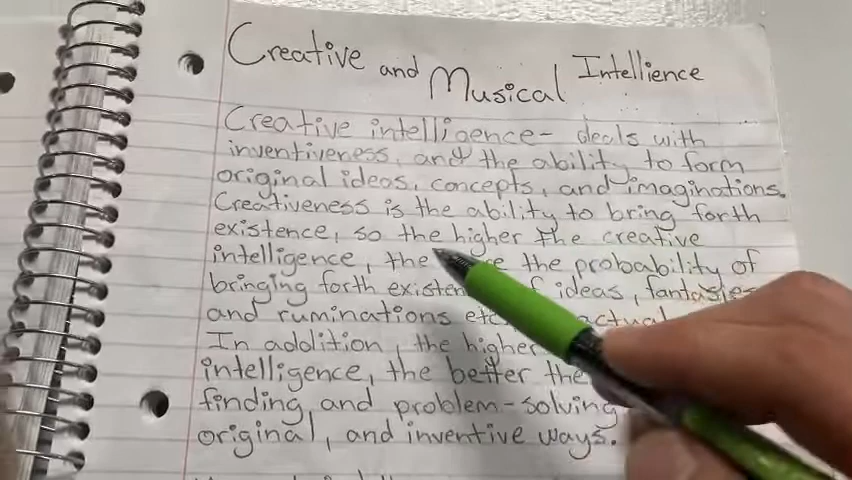 Creative and Musical Intellience
Creative intelligence- deals with
inventiveness, and the ability to form
original ideas, concepts, and imaginations.
Creativeness is the ability to bring forth
existence, so the higher the creative
intelligence, the the probability of
bringing forth ideas, fantasies
and ruminations
In addition, the higher
intelligence, the better the
finding, and problem-solving
original, and inventive ways.